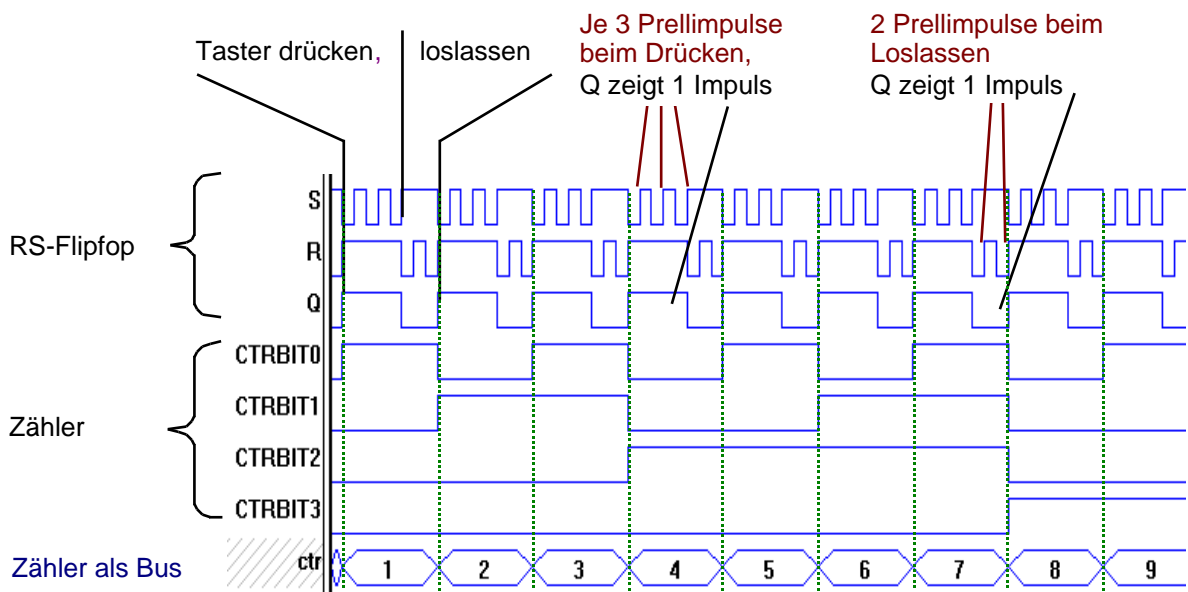 Je 3 Prellimpulse
beim Drücken,
Q zeigt 1 Impuls
2 Prellimpulse beim
Loslassen
Q zeigt 1 Impuls
Taster drücken, loslassen
RS-Flipfop
S
R
Q
Zähler
CTRBIT0
CTRBIT1
CTRBIT2
CTRBIT3
Zähler als Bus
ctr 1 2 3 4 5 6 7 8 9